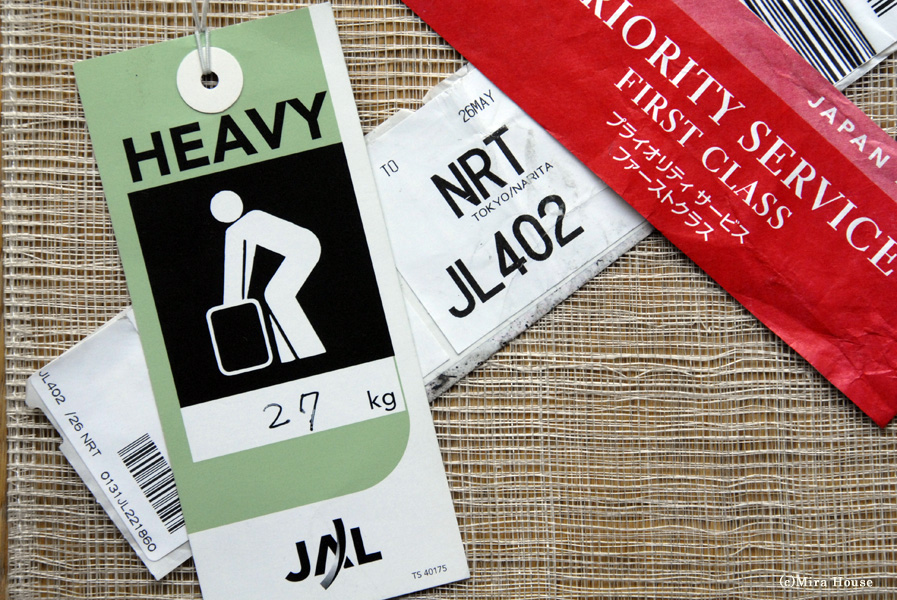 HEAVY
27 kg
JAL
TS 40175
TO
26MAY
NRT
TOKYO/NARITA
JL402
JL402 /26 NRT 0131JL221860
RIORITY SERVICE
FIRST CLASS
プライオリティ サービス
ファーストクラス
JAPAN
(c)Mira House